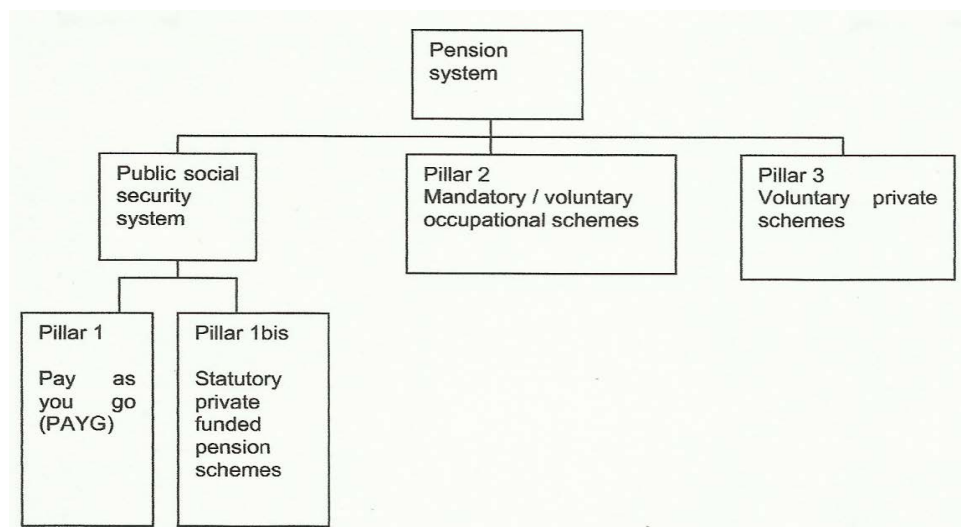 Pension
system
Public social
security
system
Pillar 2
Mandatory / voluntary
occupational schemes
Pillar 3
Voluntary private
schemes
Pillar 1
Pay as
you go
(PAYG)
Pillar 1bis
Statutory
private
funded
pension
schemes